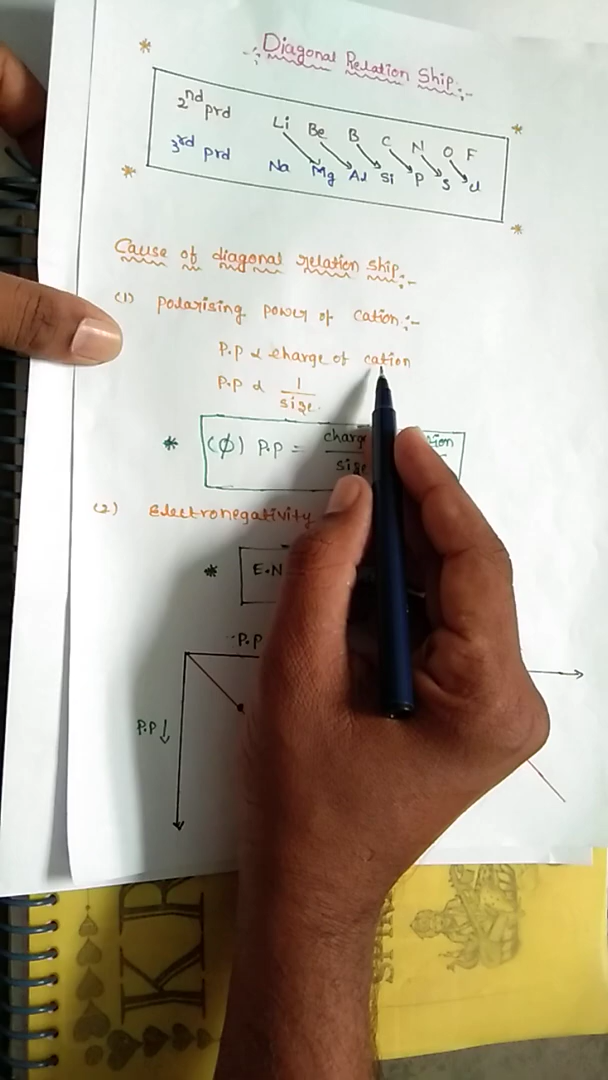 -:- Diagonal Relation Ship :-
2nd prd Li Be B C N O F
3rd prd Na Mg Al Si P S Cl
Cause of diagonal relation ship :-
(1) polarising power of cation :-
P.P α charge of cation
P.P α 1
size.
* (Ø) P.P = charge
size
(2) Electronegativity
* E.N
P.P
P.P ↓
KR